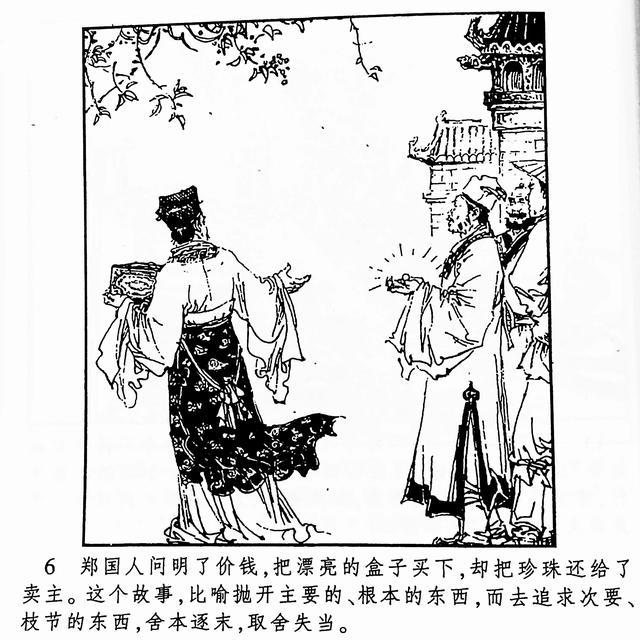 6 郑国人问明了价钱,把漂亮的盒子买下,却把珍珠还给了
卖主。这个故事,比喻抛开主要的、根本的东西,而去追求次要、
枝节的东西,舍本逐末,取舍失当。